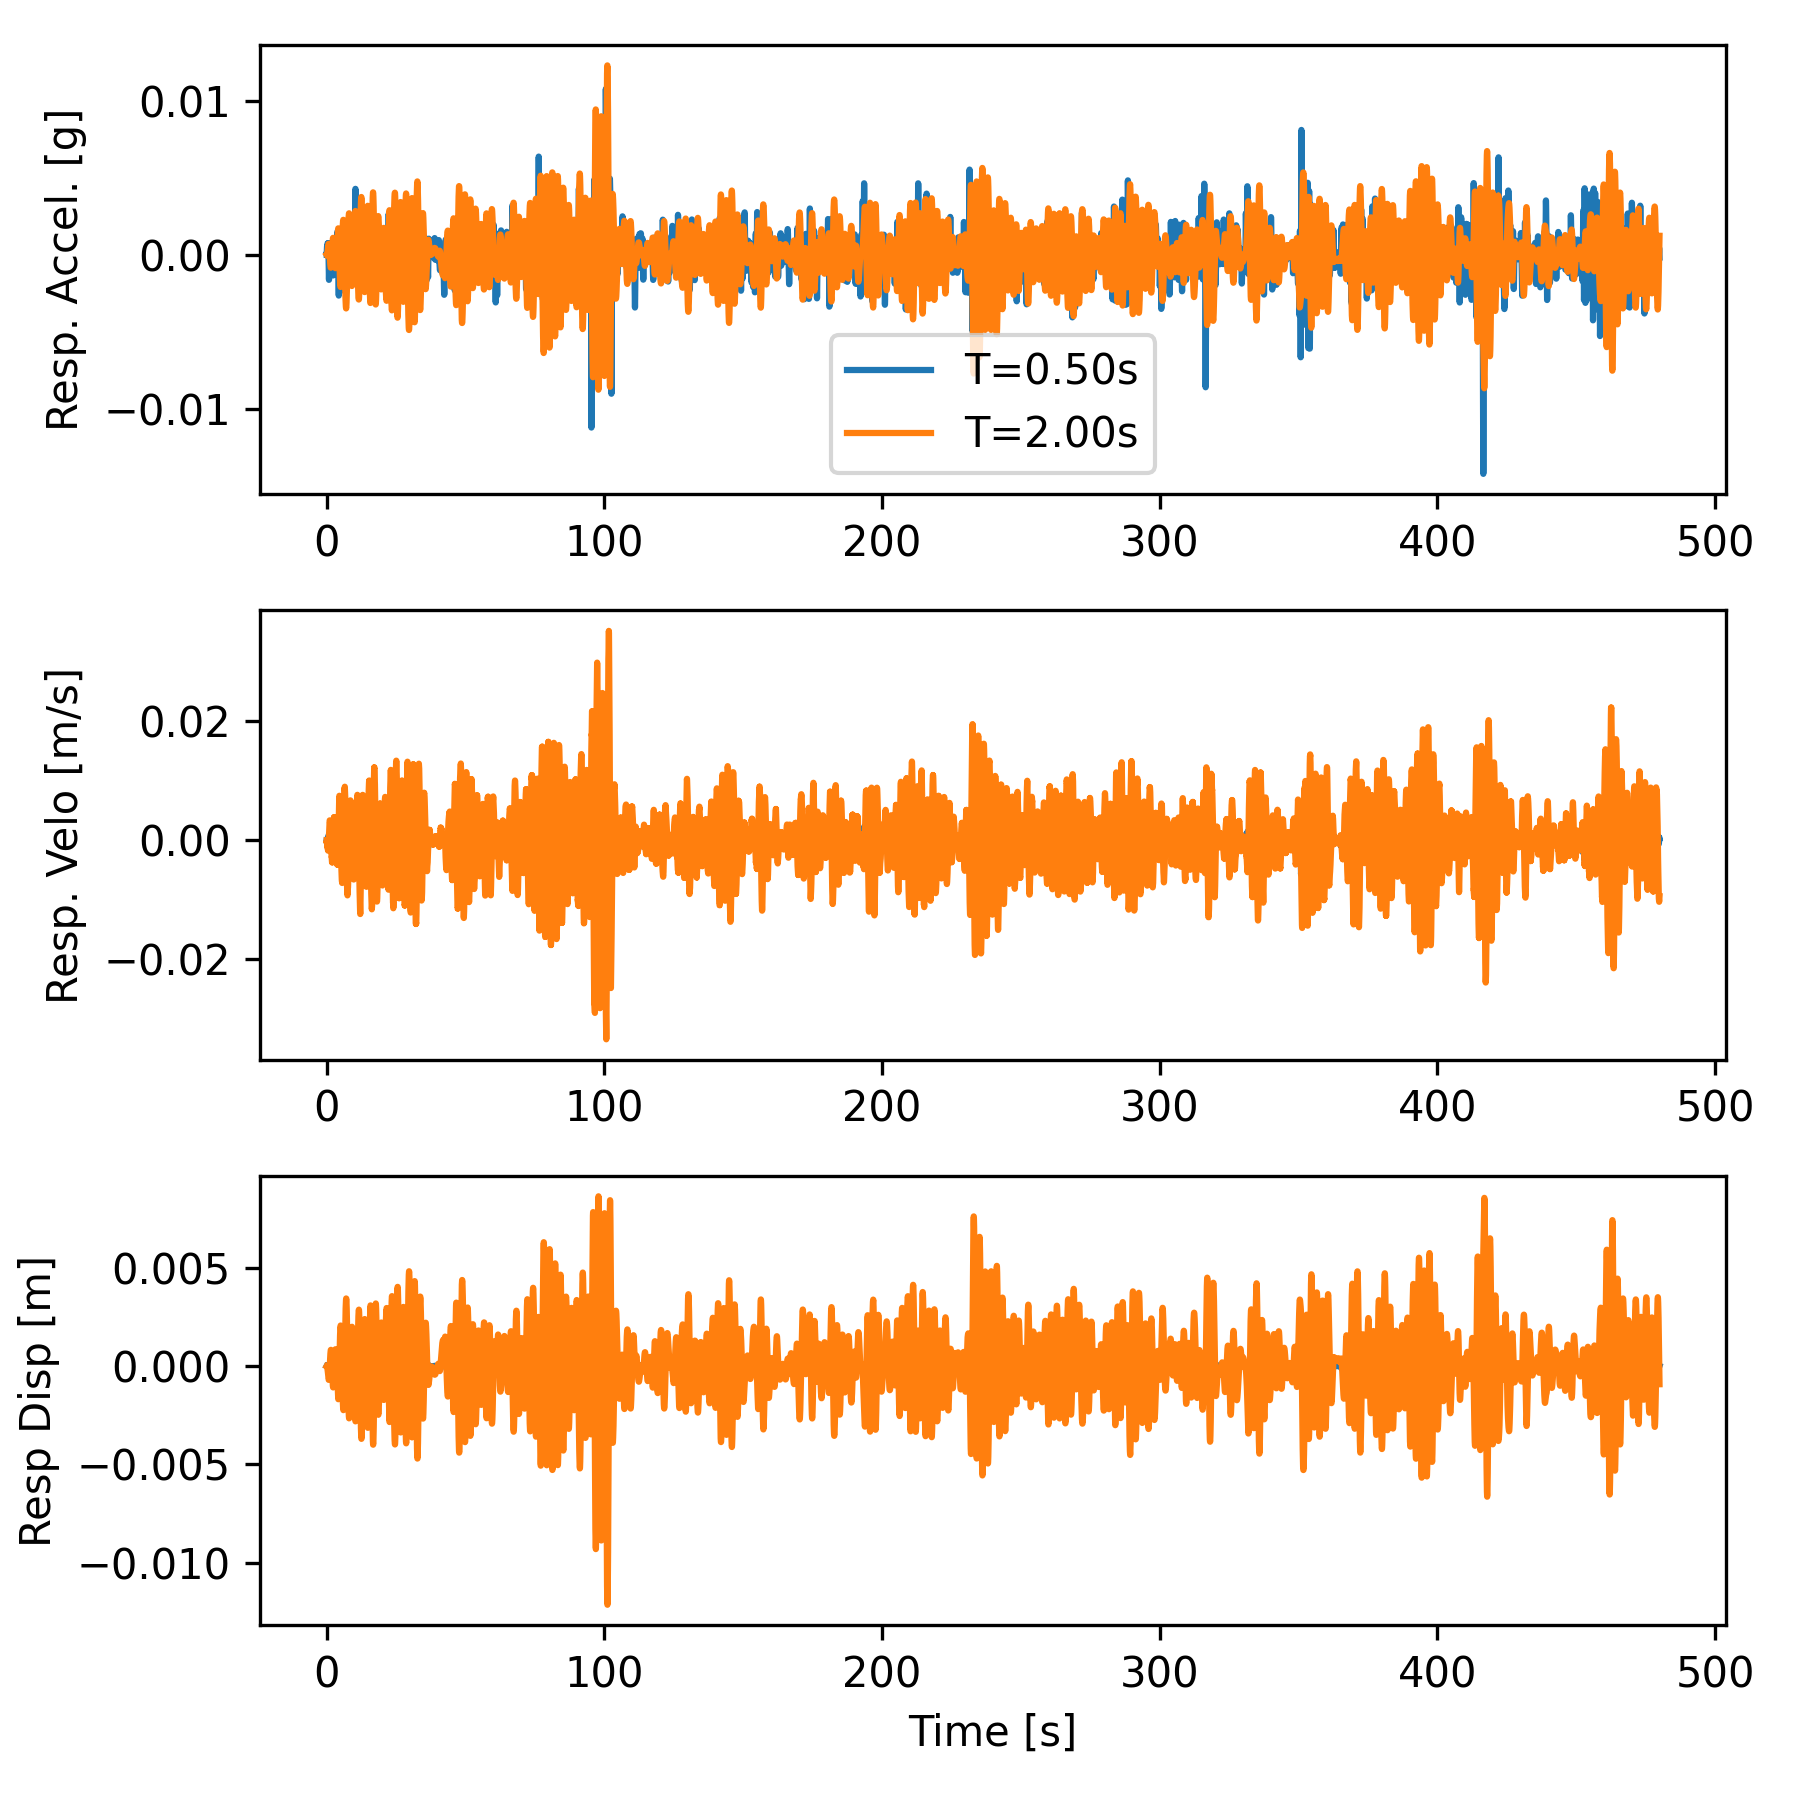 Resp. Accel. [g]
0.01
0.00
−0.01
T=0.50s
T=2.00s
0 100 200 300 400 500
Resp. Velo [m/s]
0.02
0.00
−0.02
0 100 200 300 400 500
Resp Disp [m]
0.005
0.000
−0.005
−0.010
0 100 200 300 400 500
Time [s]